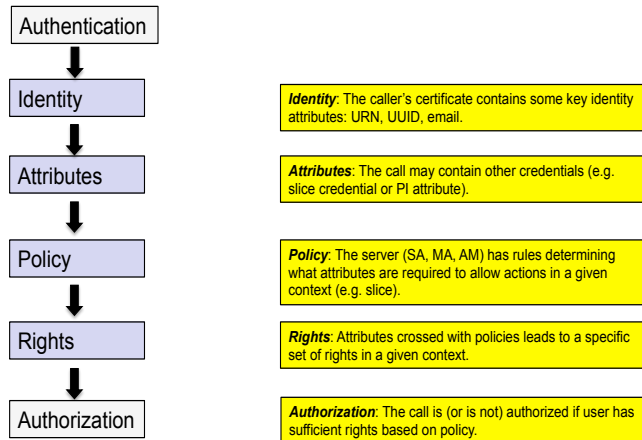 Authentication
Identity
Identity: The caller's certificate contains some key identity
attributes: URN, UUID, email.
Attributes
Attributes: The call may contain other credentials (e.g.
slice credential or PI attribute).
Policy
Policy: The server (SA, MA, AM) has rules determining
what attributes are required to allow actions in a given
context (e.g. slice).
Rights
Rights: Attributes crossed with policies leads to a specific
set of rights in a given context.
Authorization
Authorization: The call is (or is not) authorized if user has
sufficient rights based on policy.